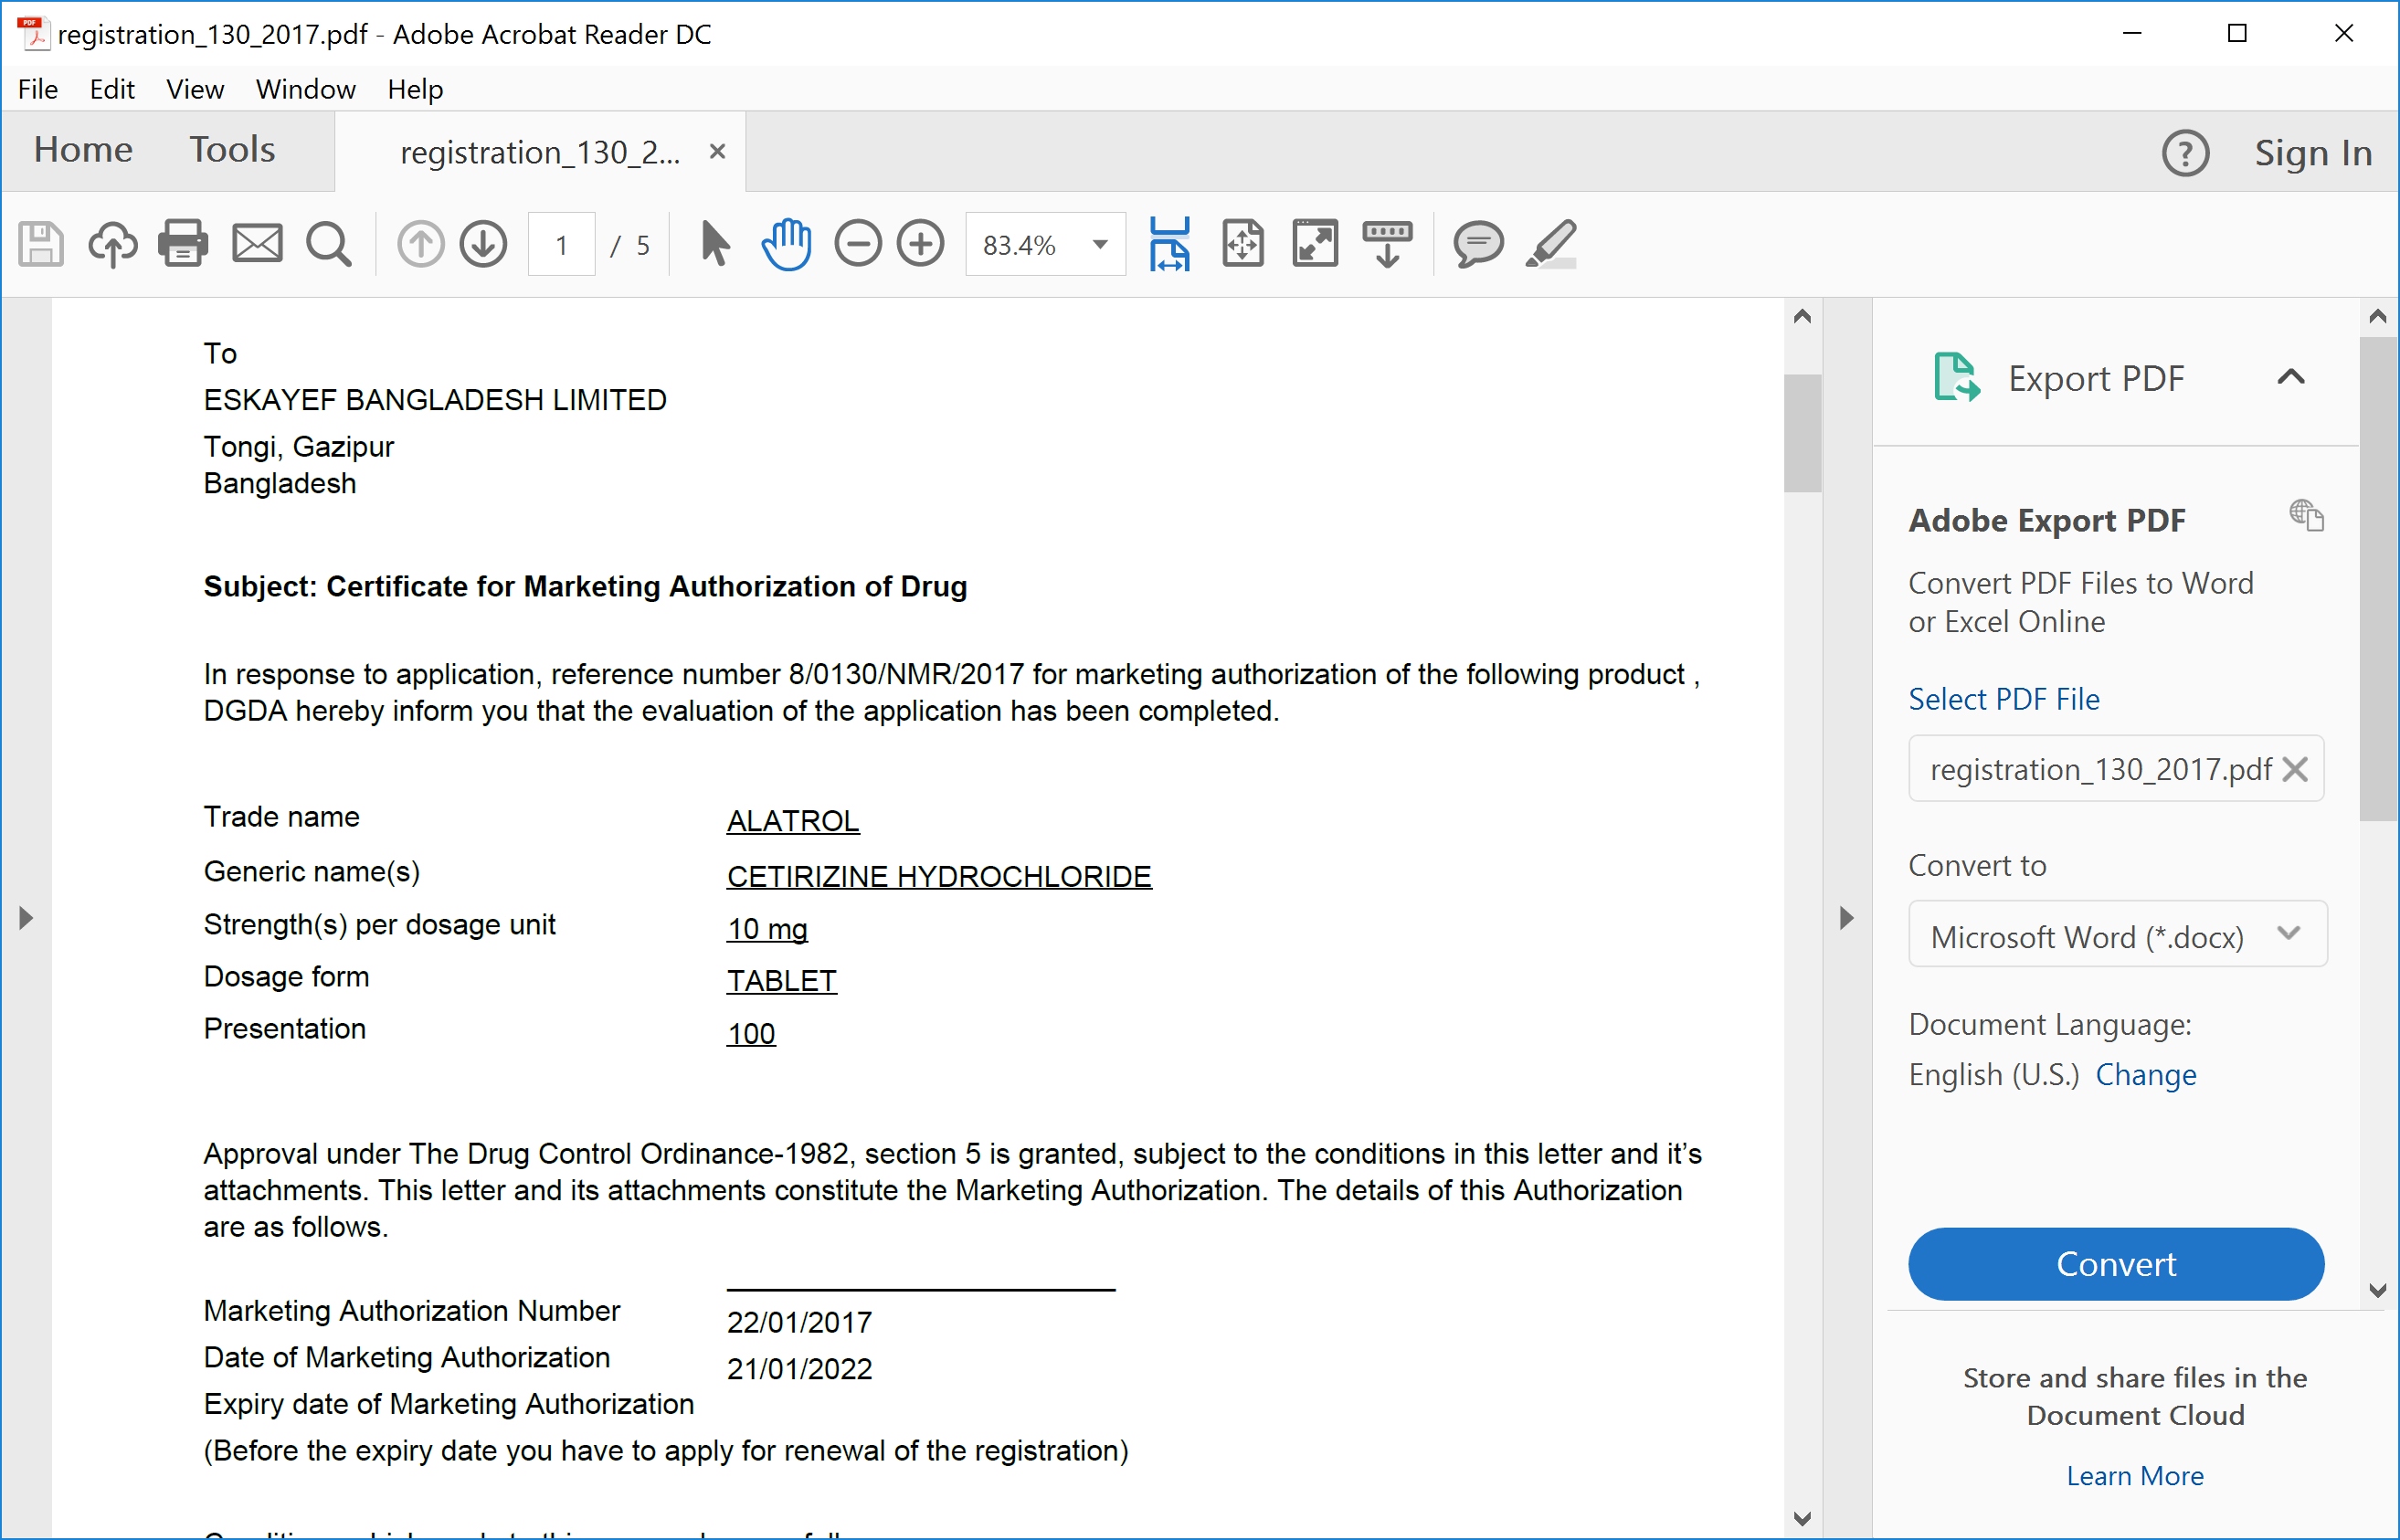 registration_130_2017.pdf - Adobe Acrobat Reader DC
File Edit View Window Help
Home Tools registration_130_2... Sign In
1 / 5 83.4%
To
ESKAYEF BANGLADESH LIMITED
Tongi, Gazipur
Bangladesh
Subject: Certificate for Marketing Authorization of Drug
In response to application, reference number 8/0130/NMR/2017 for marketing authorization of the following product ,
DGDA hereby inform you that the evaluation of the application has been completed.
Trade name ALATROL
Generic name(s) CETIRIZINE HYDROCHLORIDE
Strength(s) per dosage unit 10 mg
Dosage form TABLET
Presentation 100
Approval under The Drug Control Ordinance-1982, section 5 is granted, subject to the conditions in this letter and it’s
attachments. This letter and its attachments constitute the Marketing Authorization. The details of this Authorization
are as follows.
Marketing Authorization Number
22/01/2017
Date of Marketing Authorization
21/01/2022
Expiry date of Marketing Authorization
(Before the expiry date you have to apply for renewal of the registration)
Export PDF
Adobe Export PDF
Convert PDF Files to Word
or Excel Online
Select PDF File
registration_130_2017.pdf
Convert to
Microsoft Word (*.docx)
Document Language:
English (U.S.) Change
Convert
Store and share files in the
Document Cloud
Learn More